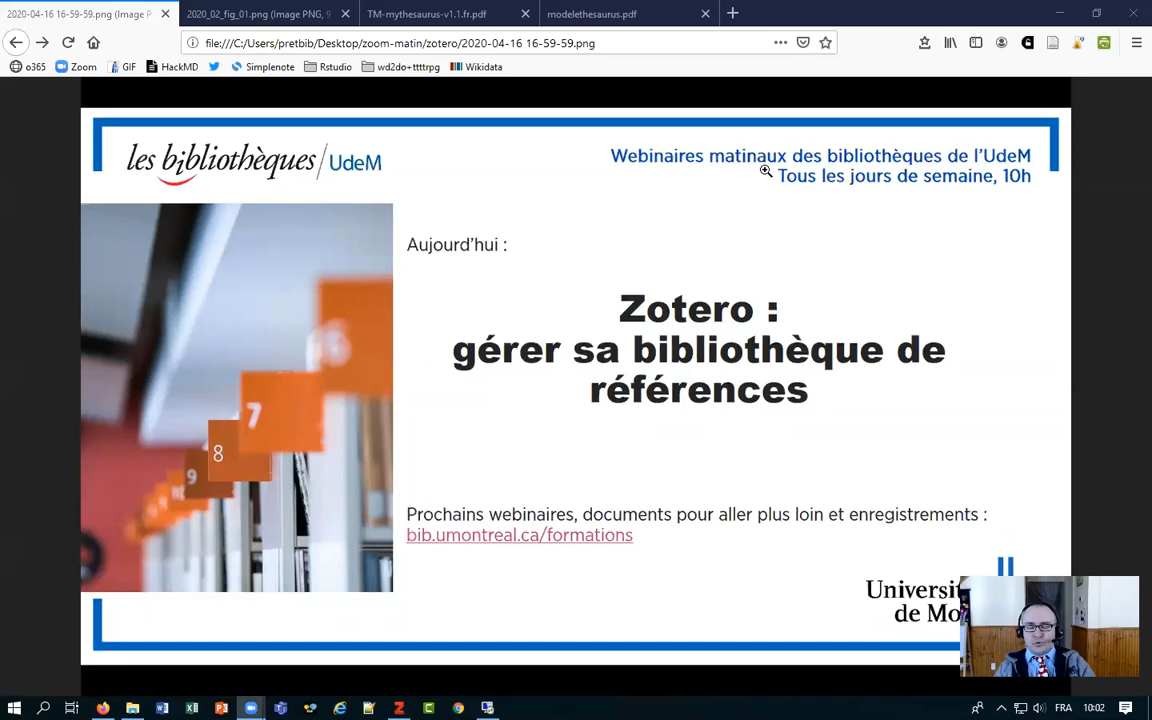 2020-04-16 16-59-59.png (Image P
2020_02_fig_01.png (Image PNG, 9
TM-mythesaurus-v1.1.fr.pdf
modelethesaurus.pdf
file:///C:/Users/pretbib/Desktop/zoom-matin/zotero/2020-04-16 16-59-59.png
o365
Zoom
GIF
HackMD
Simplenote
Rstudio
wd2do+ttttrpg
Wikidata
les bibliothèques/UdeM
Webinaires matinaux des bibliothèques de l'UdeM
Tous les jours de semaine, 10h
Aujourd'hui :
Zotero :
gérer sa bibliothèque de
références
6
7
8
9
Prochains webinaires, documents pour aller plus loin et enregistrements :
bib.umontreal.ca/formations
Universit
de Mo
FRA
10:02